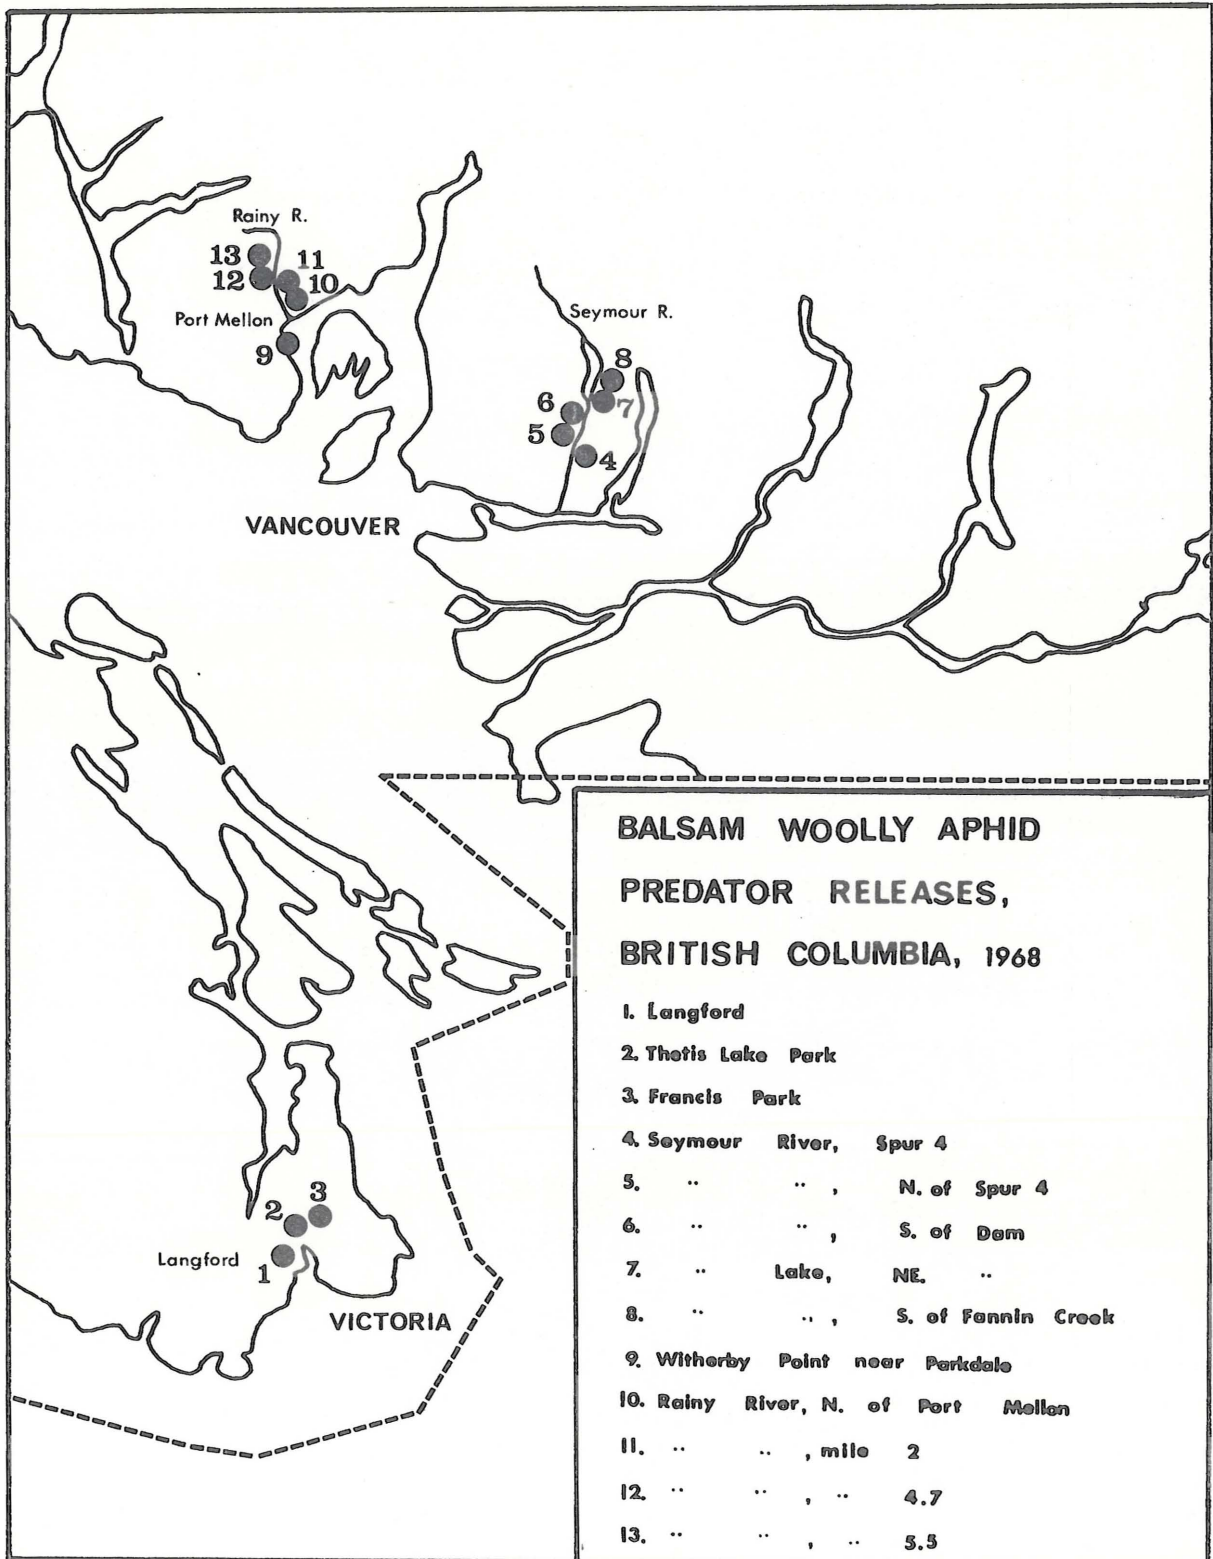 Rainy R.
13
11
12
10
Port Mellon
9
Seymour R.
8
6
7
5
4
VANCOUVER
2
3
Langford
1
VICTORIA
BALSAM WOOLLY APHID
PREDATOR RELEASES,
BRITISH COLUMBIA, 1968
1. Langford
2. Thetis Lake Park
3. Francis Park
4. Seymour River, Spur 4
5. .. .. , N. of Spur 4
6. .. .. , S. of Dam
7. .. Lake, NE. ..
8. .. .. , S. of Fannin Creek
9. Witherby Point near Parkdale
10. Rainy River, N. of Port Mellon
11. .. .. , mile 2
12. .. .. , .. 4.7
13. .. .. , .. 5.5